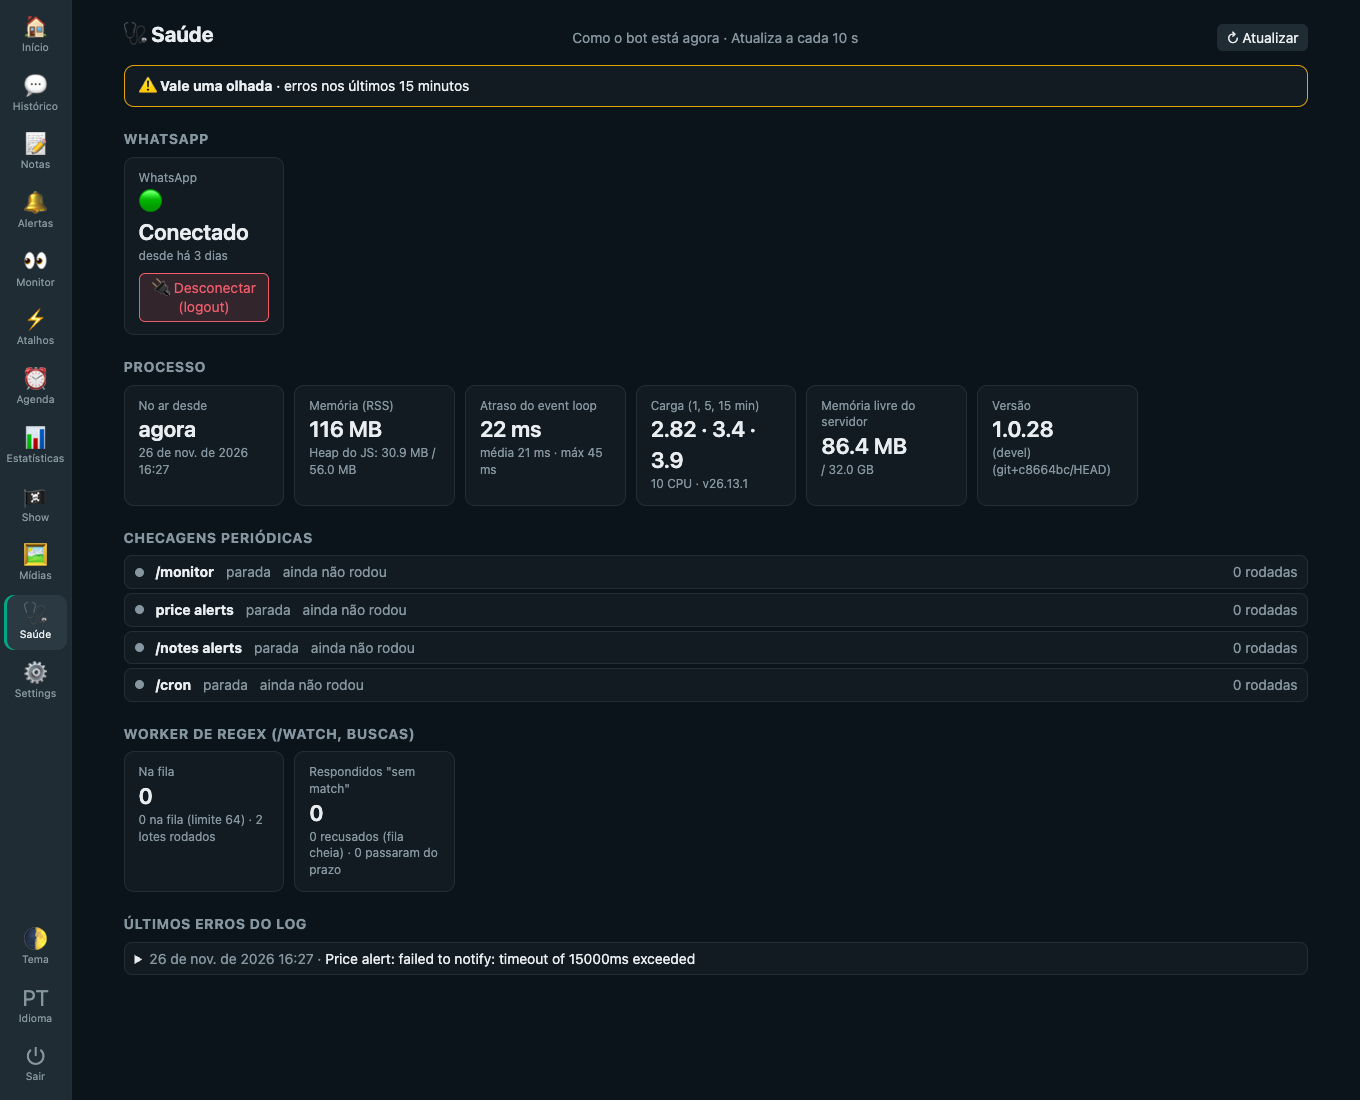 Início
Histórico
Notas
Alertas
Monitor
Atalhos
Agenda
Estatísticas
Show
Mídias
Saúde
Settings
Tema
PT
Idioma
Sair
Saúde
Como o bot está agora · Atualiza a cada 10 s
Atualizar
Vale uma olhada · erros nos últimos 15 minutos
WHATSAPP
WhatsApp
Conectado
desde há 3 dias
Desconectar
(logout)
PROCESSO
No ar desde
agora
26 de nov. de 2026
16:27
Memória (RSS)
116 MB
Heap do JS: 30.9 MB /
56.0 MB
Atraso do event loop
22 ms
média 21 ms · máx 45
ms
Carga (1, 5, 15 min)
2.82 · 3.4 ·
3.9
10 CPU · v26.13.1
Memória livre do
servidor
86.4 MB
/ 32.0 GB
Versão
1.0.28
(devel)
(git+c8664bc/HEAD)
CHECAGENS PERIÓDICAS
/monitor parada ainda não rodou 0 rodadas
price alerts parada ainda não rodou 0 rodadas
/notes alerts parada ainda não rodou 0 rodadas
/cron parada ainda não rodou 0 rodadas
WORKER DE REGEX (/WATCH, BUSCAS)
Na fila
0
0 na fila (limite 64) · 2
lotes rodados
Respondidos "sem
match"
0
0 recusados (fila
cheia) · 0 passaram do
prazo
ÚLTIMOS ERROS DO LOG
26 de nov. de 2026 16:27 · Price alert: failed to notify: timeout of 15000ms exceeded